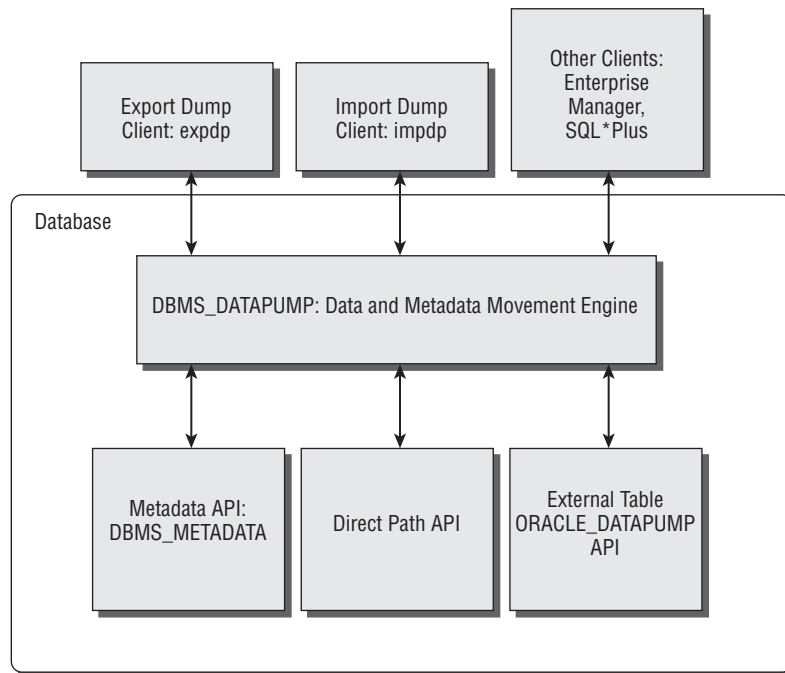 Export Dump
Client: expdp
Import Dump
Client: impdp
Other Clients:
Enterprise
Manager,
SQL*Plus
Database
DBMS_DATAPUMP: Data and Metadata Movement Engine
Metadata API:
DBMS_METADATA
Direct Path API
External Table
ORACLE_DATAPUMP
API